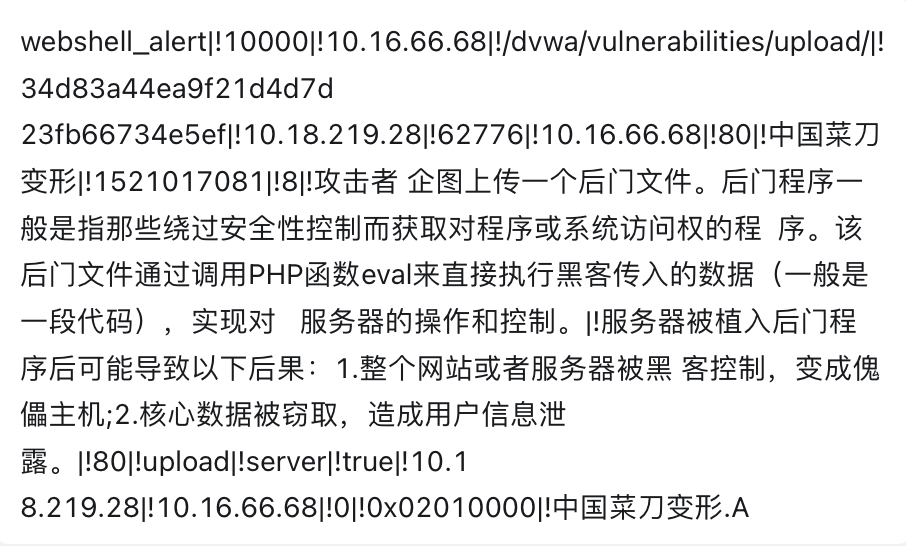 webshell_alert|!10000|!10.16.66.68|!/dvwa/vulnerabilities/upload/|!
34d83a44ea9f21d4d7d
23fb66734e5ef|!10.18.219.28|!62776|!10.16.66.68|!80|!中国菜刀
变形|!1521017081|!8|!攻击者 企图上传一个后门文件。后门程序一
般是指那些绕过安全性控制而获取对程序或系统访问权的程  序。该
后门文件通过调用PHP函数eval来直接执行黑客传入的数据（一般是
一段代码），实现对   服务器的操作和控制。|!服务器被植入后门程
序后可能导致以下后果：1.整个网站或者服务器被黑 客控制，变成傀
儡主机;2.核心数据被窃取，造成用户信息泄
露。|!80|!upload|!server|!true|!10.1
8.219.28|!10.16.66.68|!0|!0x02010000|!中国菜刀变形.A